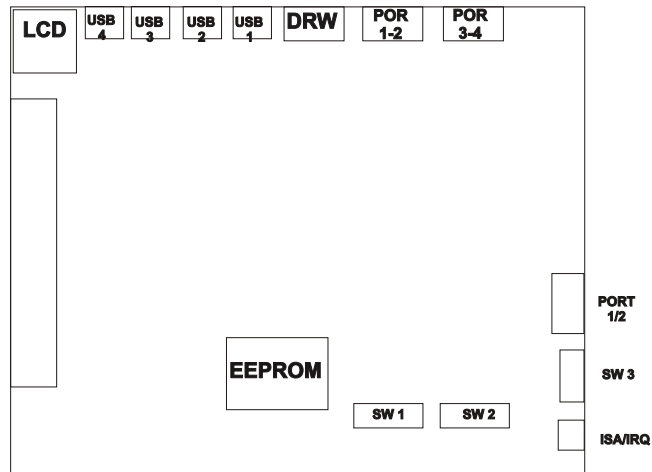 LCD
USB
4
USB
3
USB
2
USB
1
DRW
POR
1-2
POR
3-4
PORT
1/2
EEPROM
SW 3
SW 1
SW 2
ISA/IRQ